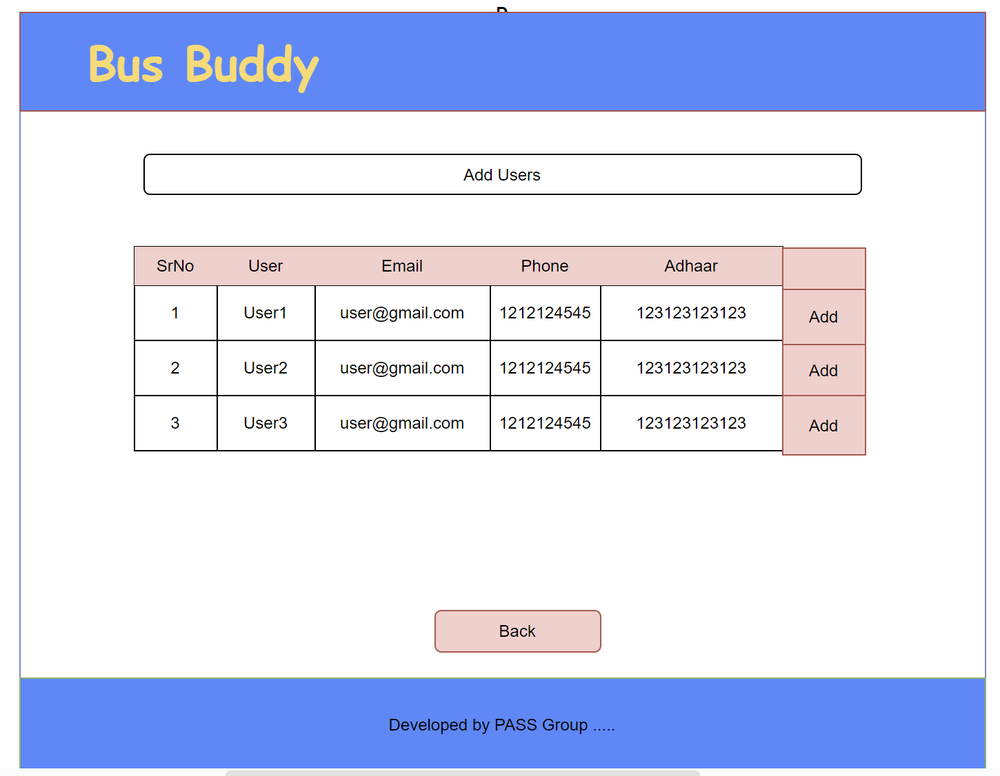 Bus Buddy
Add Users
SrNo User Email Phone Adhaar
1 User1 user@gmail.com 1212124545 123123123123 Add
2 User2 user@gmail.com 1212124545 123123123123 Add
3 User3 user@gmail.com 1212124545 123123123123 Add
Back
Developed by PASS Group .....